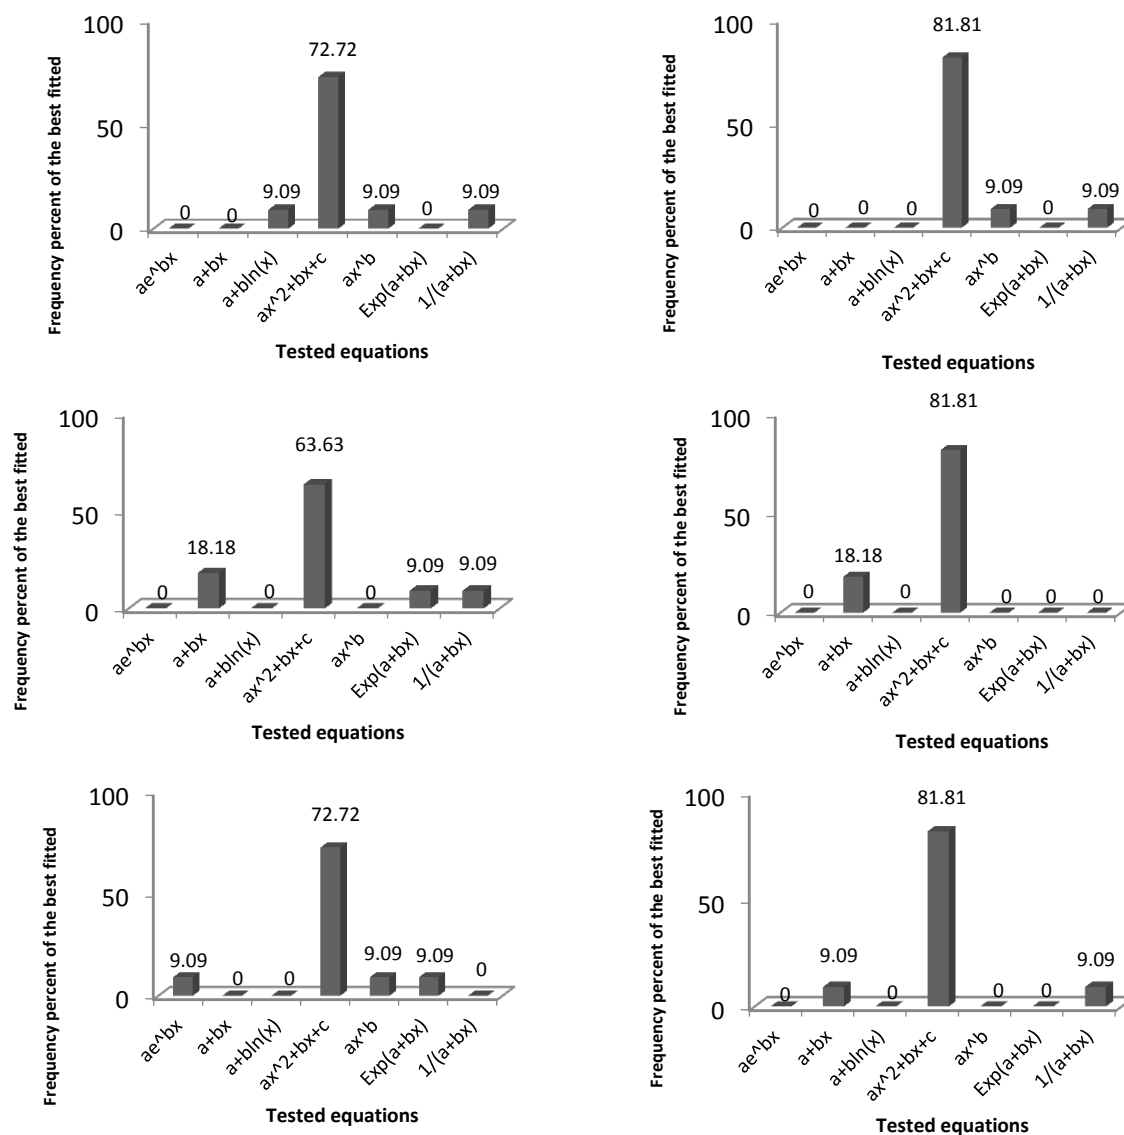 Frequency percent of the best fitted
100
50
0
0
0
9.09
72.72
9.09
0
9.09
ae^bx
a+bx
a+bln(x)
ax^2+bx+c
ax^b
Exp(a+bx)
1/(a+bx)
Tested equations
Frequency percent of the best fitted
100
50
0
0
0
0
81.81
9.09
0
9.09
ae^bx
a+bx
a+bln(x)
ax^2+bx+c
ax^b
Exp(a+bx)
1/(a+bx)
Tested equations
Frequency percent of the best fitted
100
50
0
0
18.18
0
63.63
0
9.09
9.09
ae^bx
a+bx
a+bln(x)
ax^2+bx+c
ax^b
Exp(a+bx)
1/(a+bx)
Tested equations
Frequency percent of the best fitted
100
50
0
0
18.18
0
81.81
0
0
0
ae^bx
a+bx
a+bln(x)
ax^2+bx+c
ax^b
Exp(a+bx)
1/(a+bx)
Tested equations
Frequency percent of the best fitted
100
50
0
9.09
0
0
72.72
9.09
9.09
0
ae^bx
a+bx
a+bln(x)
ax^2+bx+c
ax^b
Exp(a+bx)
1/(a+bx)
Tested equations
Frequency percent of the best fitted
100
50
0
0
9.09
0
81.81
0
0
9.09
ae^bx
a+bx
a+bln(x)
ax^2+bx+c
ax^b
Exp(a+bx)
1/(a+bx)
Tested equations